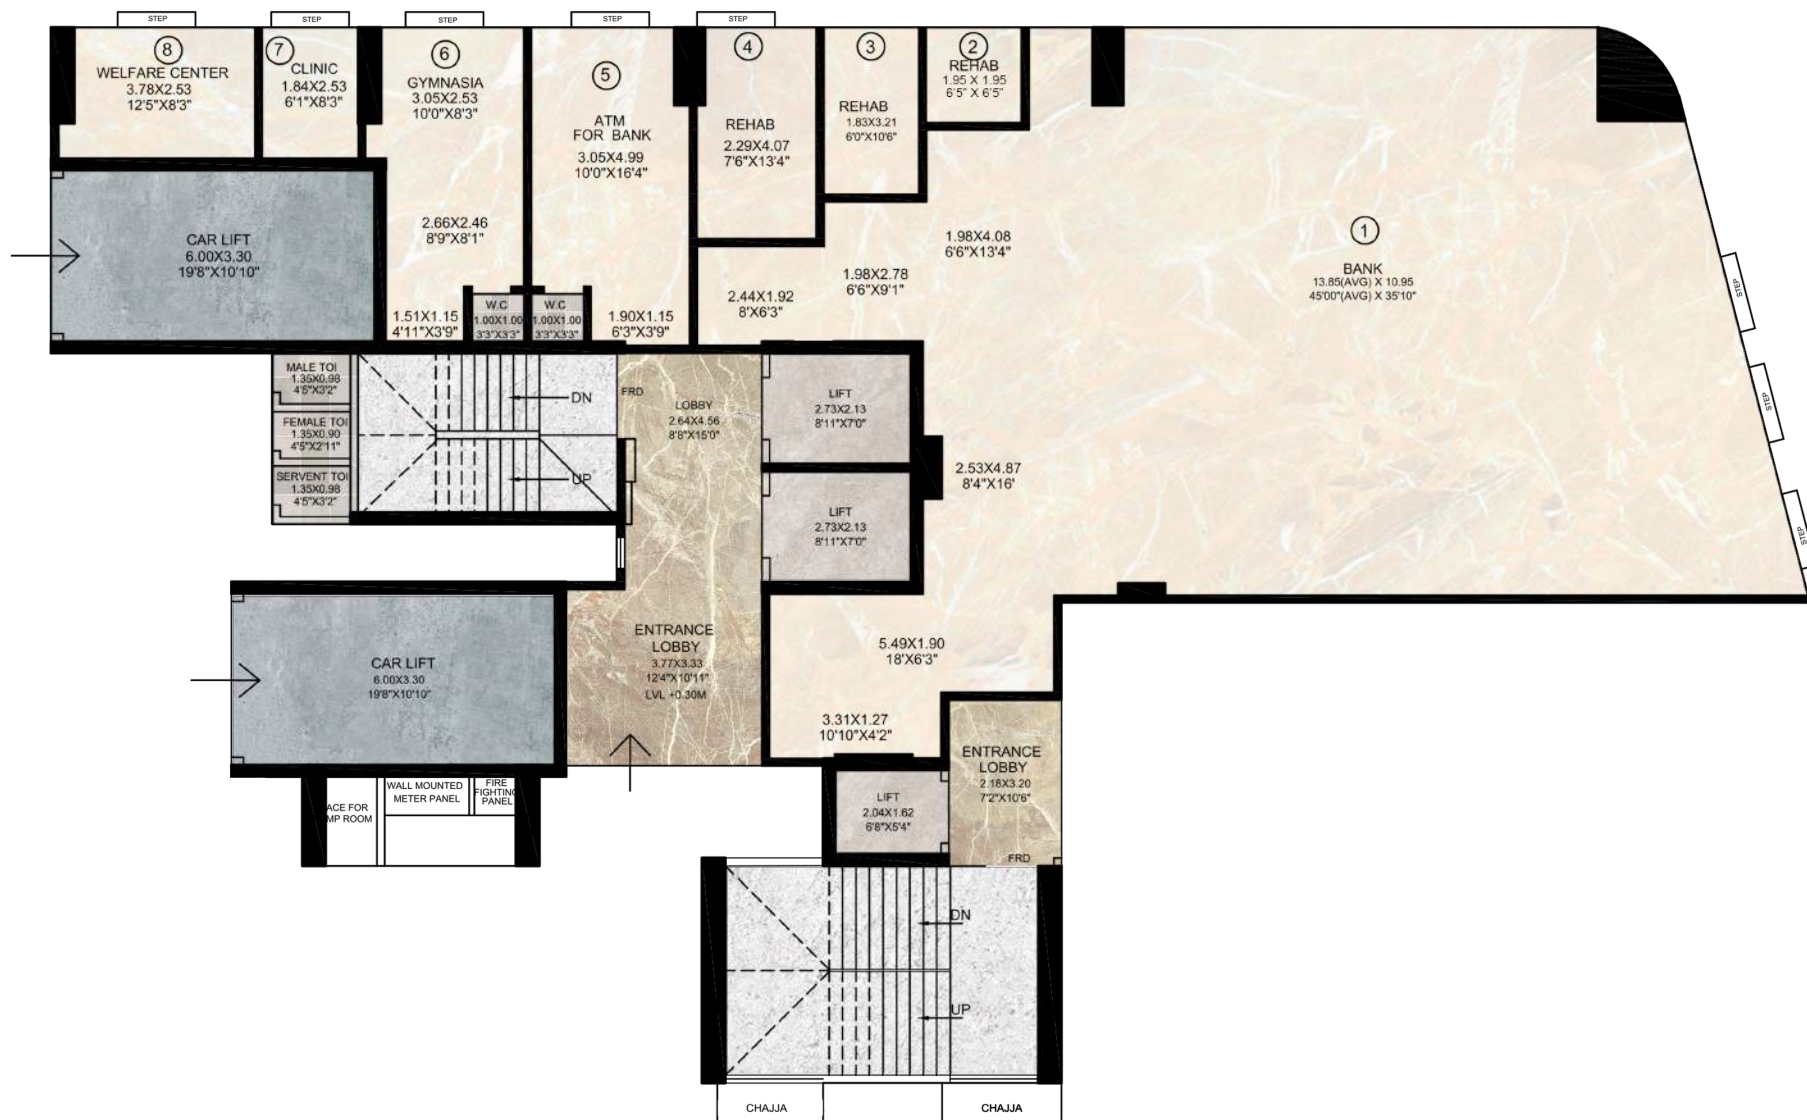 STEP
STEP
STEP
STEP
STEP
8
WELFARE CENTER
3.78X2.53
12'5"X8'3"
7
CLINIC
1.84X2.53
6'1"X8'3"
6
GYMNASIA
3.05X2.53
10'0"X8'3"
5
ATM
FOR BANK
3.05X4.99
10'0"X16'4"
4
REHAB
2.29X4.07
7'6"X13'4"
3
REHAB
1.83X3.21
6'0"X10'6"
2
REHAB
1.95 X 1.95
6'5" X 6'5"
1
BANK
13.85(AVG) X 10.95
45'00"(AVG) X 35'10"
CAR LIFT
6.00X3.30
19'8"X10'10"
2.66X2.46
8'9"X8'1"
1.98X4.08
6'6"X13'4"
1.98X2.78
6'6"X9'1"
2.44X1.92
8'X6'3"
1.51X1.15
4'11"X3'9"
W.C
1.00X1.00
3'3"X3'3"
W.C
1.00X1.00
3'3"X3'3"
1.90X1.15
6'3"X3'9"
STEP
STEP
STEP
MALE TOI
1.35X0.98
4'5"X3'2"
FEMALE TOI
1.35X0.90
4'5"X2'11"
SERVENT TOI
1.35X0.98
4'5"X3'2"
DN
UP
FRD
LOBBY
2.64X4.56
8'8"X15'0"
LIFT
2.73X2.13
8'11"X7'0"
LIFT
2.73X2.13
8'11"X7'0"
2.53X4.87
8'4"X16'
CAR LIFT
6.00X3.30
19'8"X10'10"
ENTRANCE
LOBBY
3.77X3.33
12'4"X10'11"
LVL +0.30M
5.49X1.90
18'X6'3"
3.31X1.27
10'10"X4'2"
ENTRANCE
LOBBY
2.18X3.20
7'2"X10'6"
FRD
LIFT
2.04X1.62
6'8"X5'4"
ACE FOR
MP ROOM
WALL MOUNTED
METER PANEL
FIRE
FIGHTING
PANEL
DN
UP
CHAJJA
CHAJJA